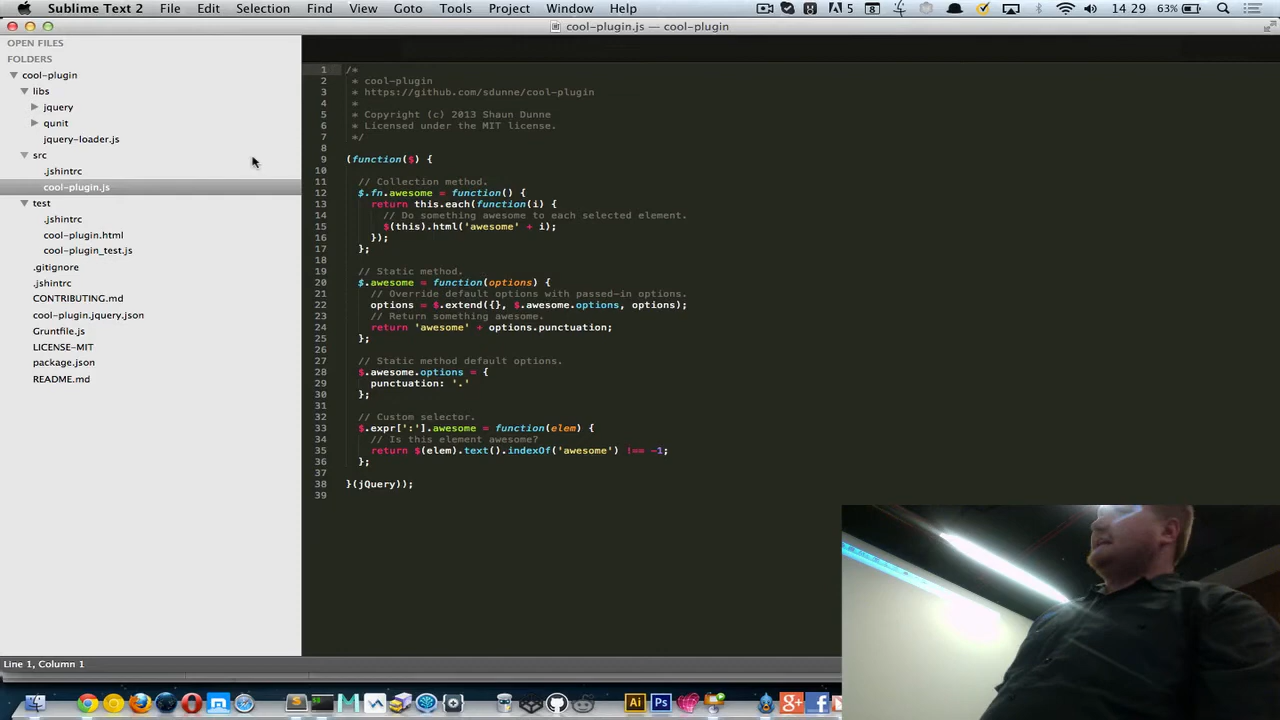 Sublime Text 2 File Edit Selection Find View Goto Tools Project Window Help 5 8 14 29 63%
cool-plugin.js — cool-plugin
OPEN FILES
FOLDERS
cool-plugin
libs
jquery
qunit
jquery-loader.js
src
.jshintrc
cool-plugin.js
test
.jshintrc
cool-plugin.html
cool-plugin_test.js
.gitignore
.jshintrc
CONTRIBUTING.md
cool-plugin.jquery.json
Gruntfile.js
LICENSE-MIT
package.json
README.md
1 /*
2  * cool-plugin
3  * https://github.com/sdunne/cool-plugin
4  *
5  * Copyright (c) 2013 Shaun Dunne
6  * Licensed under the MIT license.
7  */
8
9 (function($) {
10
11   // Collection method.
12   $.fn.awesome = function() {
13     return this.each(function(i) {
14       // Do something awesome to each selected element.
15       $(this).html('awesome' + i);
16     });
17   };
18
19   // Static method.
20   $.awesome = function(options) {
21     // Override default options with passed-in options.
22     options = $.extend({}, $.awesome.options, options);
23     // Return something awesome.
24     return 'awesome' + options.punctuation;
25   };
26
27   // Static method default options.
28   $.awesome.options = {
29     punctuation: '.'
30   };
31
32   // Custom selector.
33   $.expr[':'].awesome = function(elem) {
34     // Is this element awesome?
35     return $(elem).text().indexOf('awesome') !== -1;
36   };
37
38 }(jQuery));
39
Line 1, Column 1
S M Ai Ps g+ f